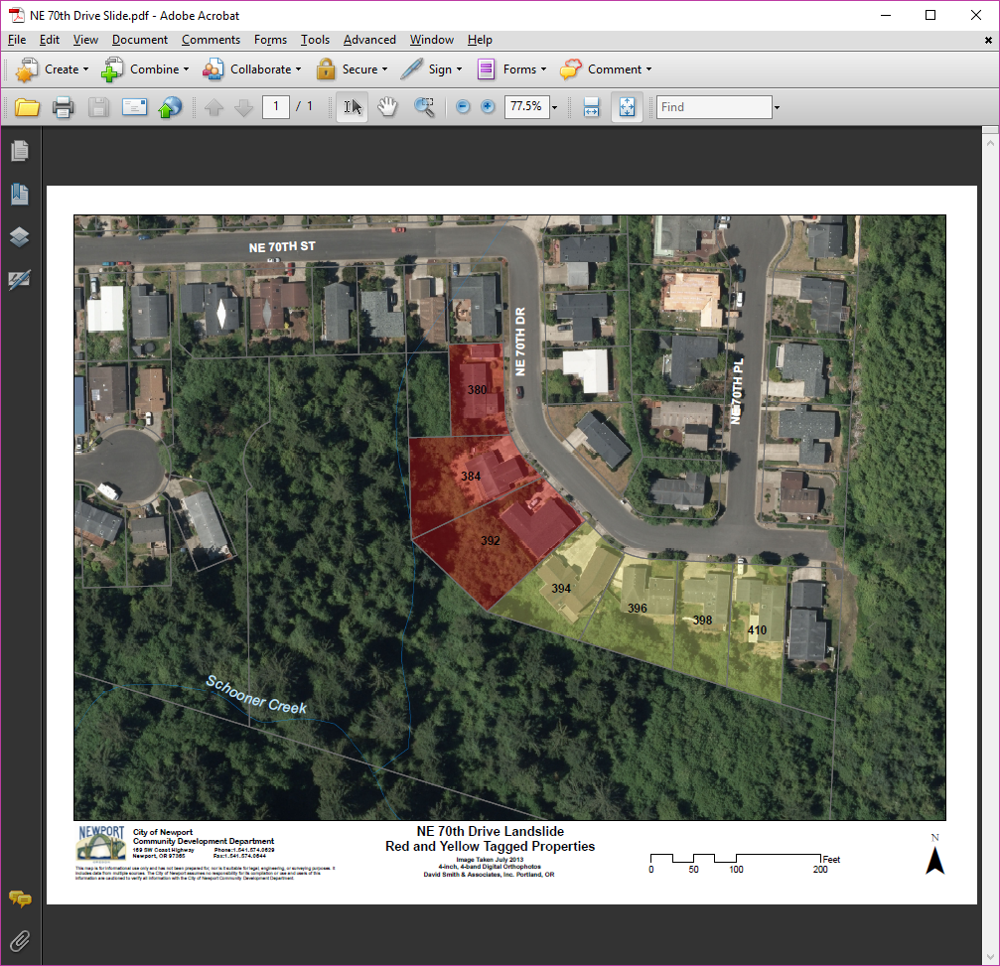 NE 70th Drive Slide.pdf - Adobe Acrobat
File Edit View Document Comments Forms Tools Advanced Window Help
Create Combine Collaborate Secure Sign Forms Comment
1 / 1 77.5% Find
NE 70TH ST
NE 70TH DR
NE 70TH PL
380
384
392
394
396
398
410
Schooner Creek
NEWPORT
City of Newport
Community Development Department
169 SW Coast Highway Phone:1.541.574.0629
Newport, OR 97365 Fax:1.541.574.0644
This map is for informational use only and has not been prepared for, nor is it suitable for legal, engineering, or surveying purposes. It
includes data from multiple sources. The City of Newport assumes no responsibility for its compilation or use and users of this
information are cautioned to verify all information with the City of Newport Community Development Department.
NE 70th Drive Landslide
Red and Yellow Tagged Properties
Image Taken July 2013
4-inch, 4-band Digital Orthophotos
David Smith & Associates, Inc. Portland, OR
Feet
0 50 100 200
N